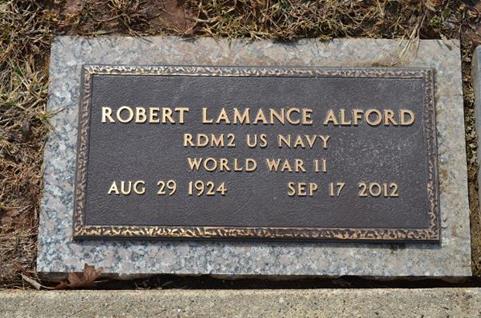 ROBERT LAMANCE ALFORD
RDM2 US NAVY
WORLD WAR II
AUG 29 1924 SEP 17 2012